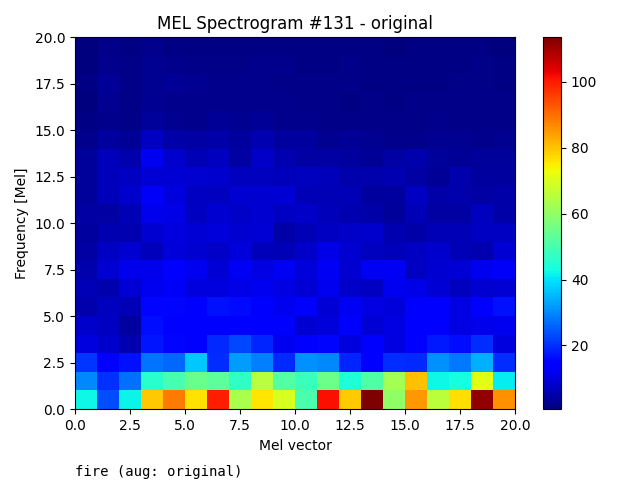 MEL Spectrogram #131 - original
20.0
17.5
15.0
12.5
10.0
7.5
5.0
2.5
0.0
Frequency [Mel]
0.0 2.5 5.0 7.5 10.0 12.5 15.0 17.5 20.0
Mel vector
100
80
60
40
20
fire (aug: original)